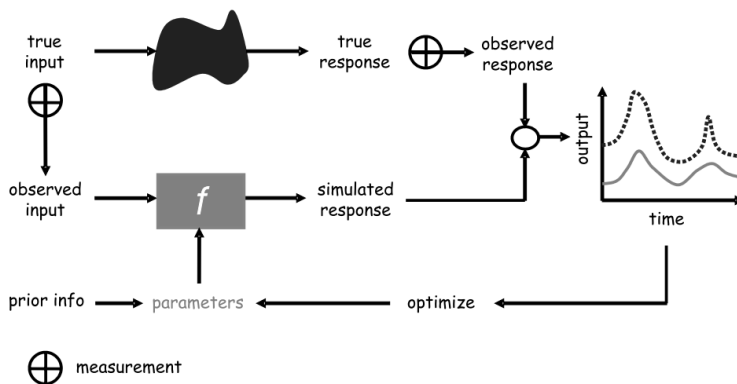 true
input
true
response
observed
response
output
time
observed
input
f
simulated
response
prior info
parameters
optimize
measurement